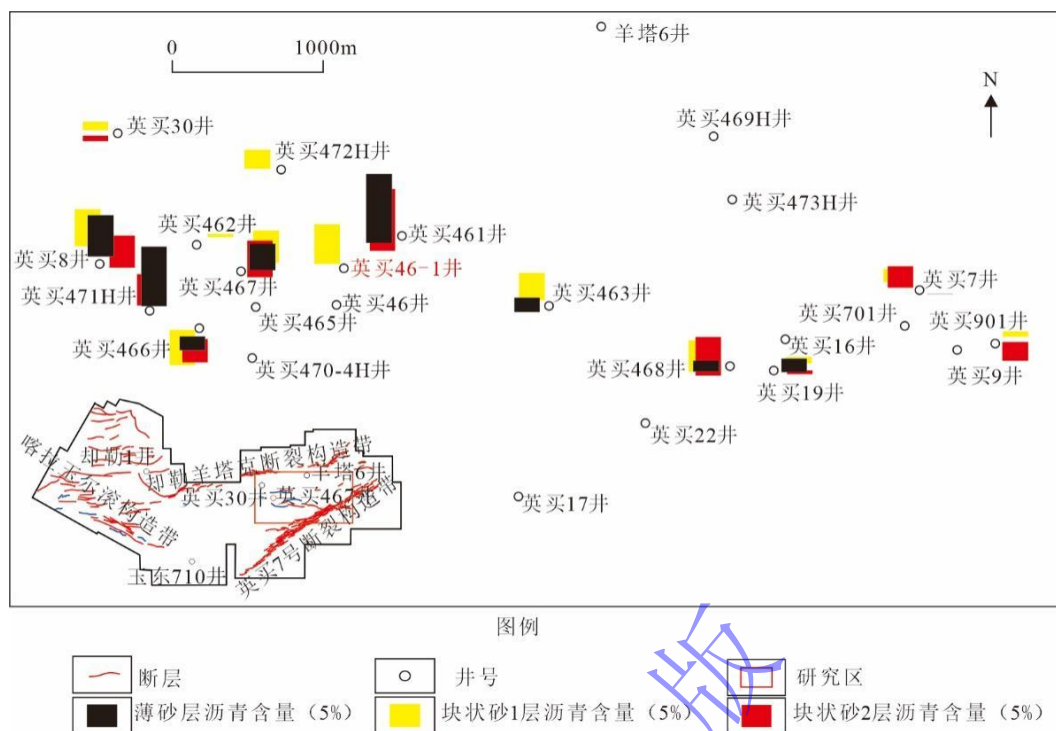 羊塔6井
0 1000m
N
英买30井
英买469H井
英买472H井
英买473H井
英买462井
英买461井
英买8井
英买46-1井
英买467井
英买7井
英买471H井
英买46井
英买463井
英买465井
英买701井
英买901井
英买466井
英买16井
英买470-4H井
英买468井
英买9井
英买19井
英买22井
却勒1井
却勒羊塔克断裂构造带
羊塔6井
喀拉玉尔滚构造带
英买30井
英买467井
英买17井
英买7号断裂构造带
玉东710井
图例
断层
井号
研究区
薄砂层沥青含量（5%）
块状砂1层沥青含量（5%）
块状砂2层沥青含量（5%）
版